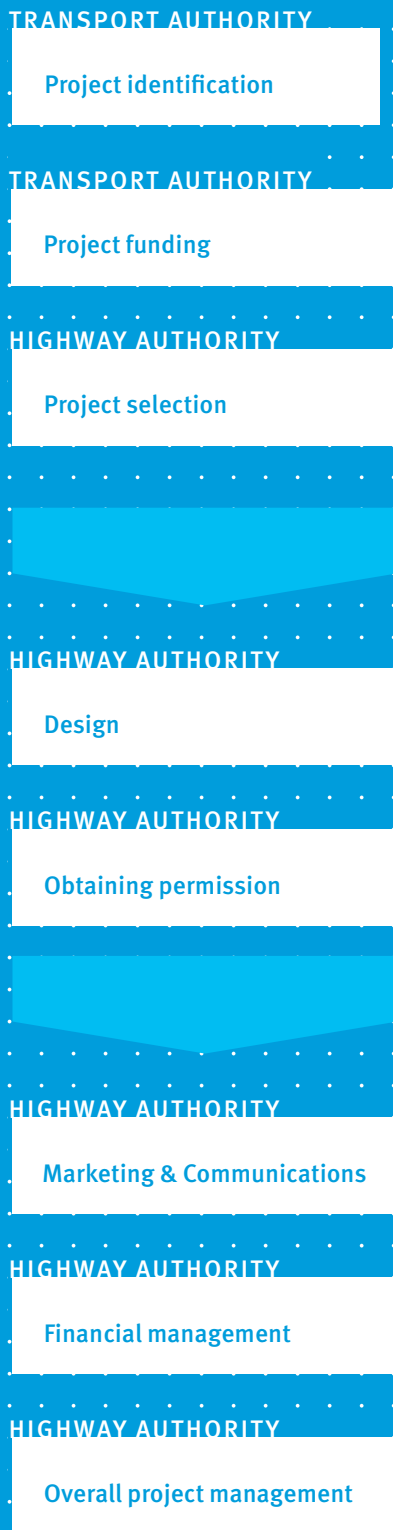 TRANSPORT AUTHORITY
Project identification
TRANSPORT AUTHORITY
Project funding
HIGHWAY AUTHORITY
Project selection
HIGHWAY AUTHORITY
Design
HIGHWAY AUTHORITY
Obtaining permission
HIGHWAY AUTHORITY
Marketing & Communications
HIGHWAY AUTHORITY
Financial management
HIGHWAY AUTHORITY
Overall project management